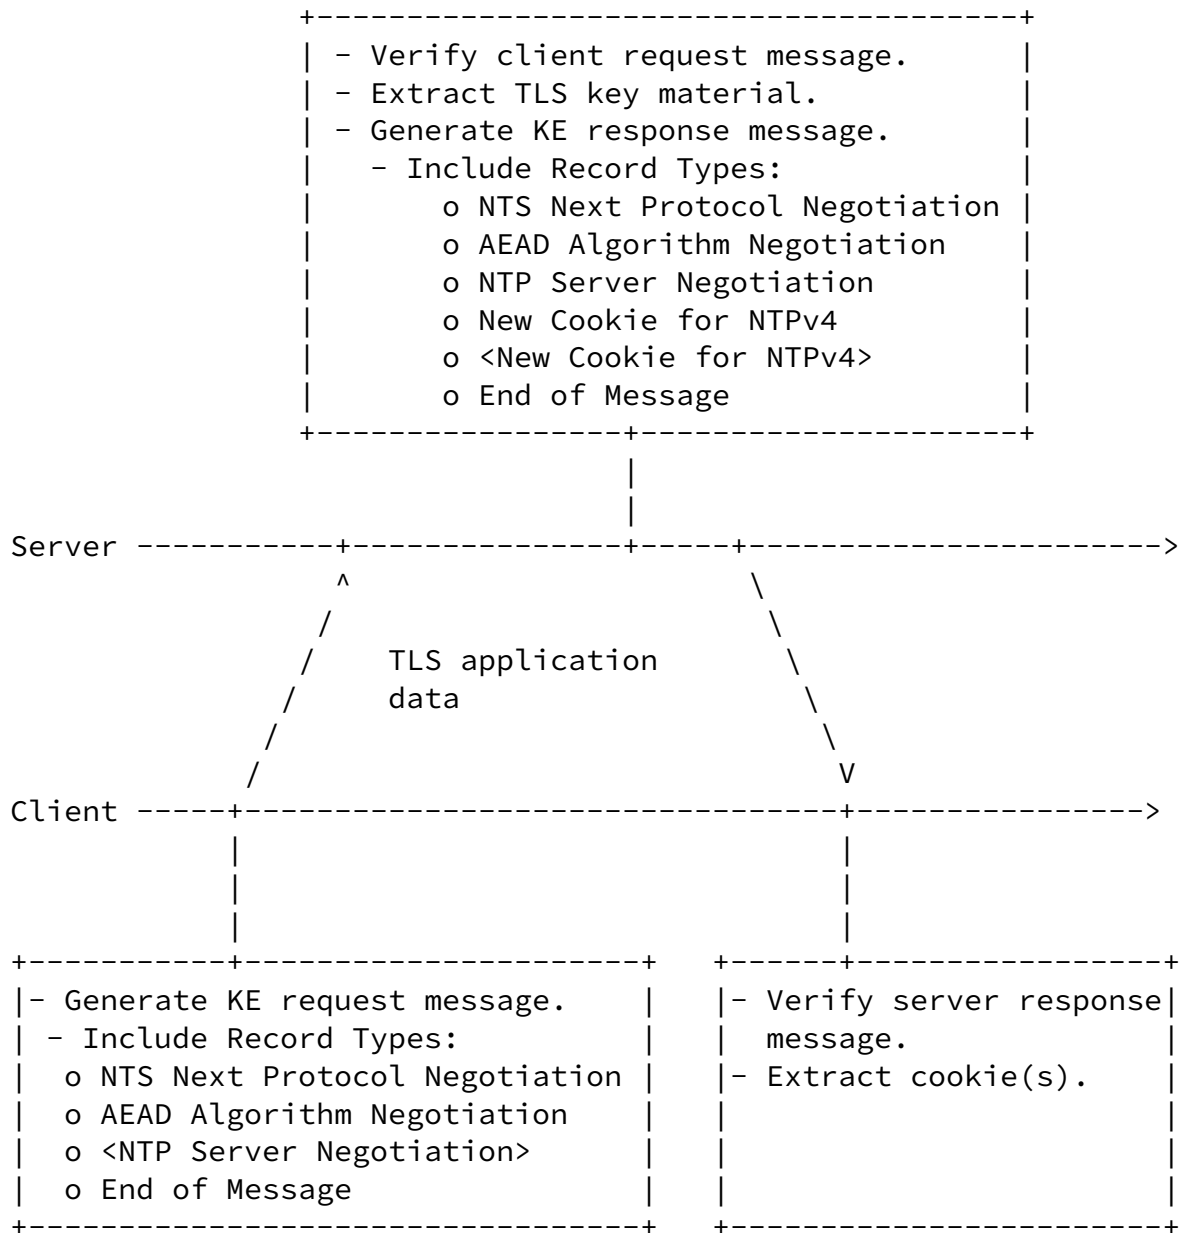 - Verify client request message.
- Extract TLS key material.
- Generate KE response message.
- Include Record Types:
o NTS Next Protocol Negotiation
o AEAD Algorithm Negotiation
o NTP Server Negotiation
o New Cookie for NTPv4
o <New Cookie for NTPv4>
o End of Message
Server
TLS application
data
Client
- Generate KE request message.
- Include Record Types:
o NTS Next Protocol Negotiation
o AEAD Algorithm Negotiation
o <NTP Server Negotiation>
o End of Message
- Verify server response
message.
- Extract cookie(s).